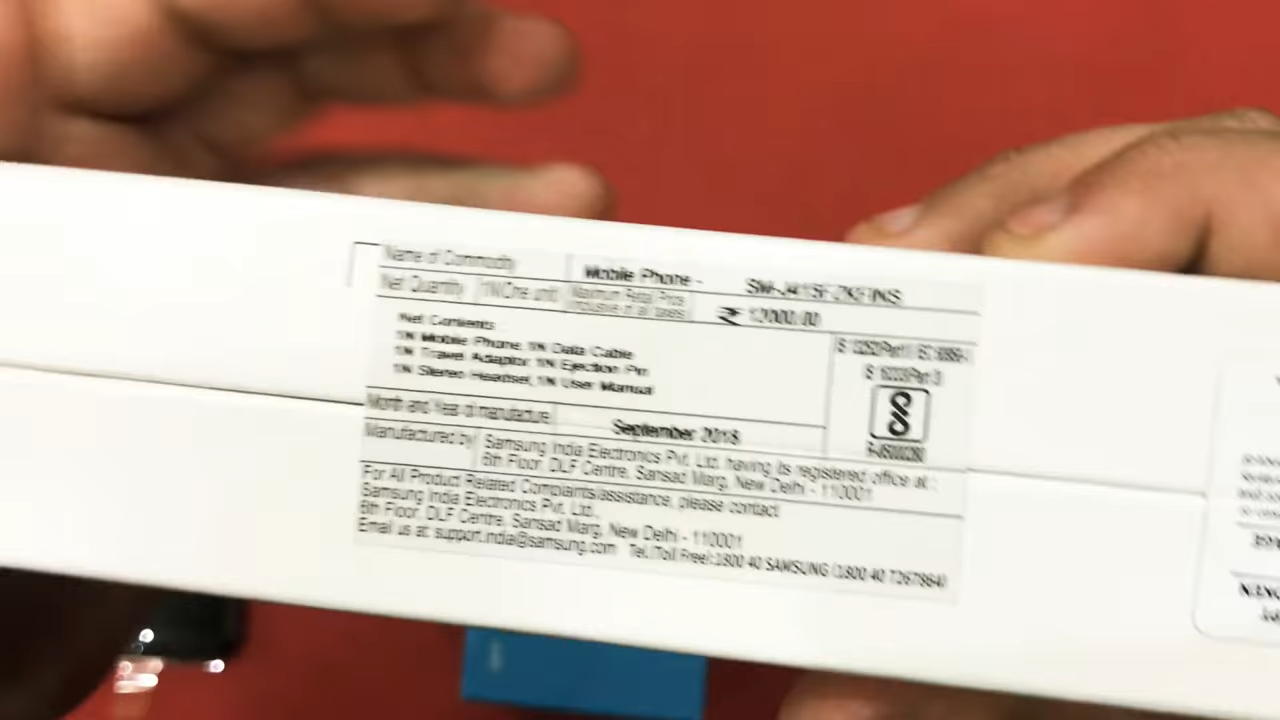 Name of Commodity Mobile Phone - SM-J415FZKFINS
Net Quantity 1N/One unit Maximum Retail Price inclusive of all taxes ₹ 12000.00
Net Contents
1N Mobile Phone, 1N Data Cable
1N Travel Adaptor 1N Ejection Pin
1N Stereo Headset, 1N User Manual
Month and Year of manufacture September 2018
Manufactured by Samsung India Electronics Pvt. Ltd. having its registered office at :
6th Floor, DLF Centre, Sansad Marg, New Delhi - 110001
For All Product Related Complaints/assistance, please contact
Samsung India Electronics Pvt. Ltd.,
6th Floor, DLF Centre, Sansad Marg, New Delhi - 110001
Email us at: support.india@samsung.com Tel.(Toll Free):1800 40 SAMSUNG (1800 40 7267864)